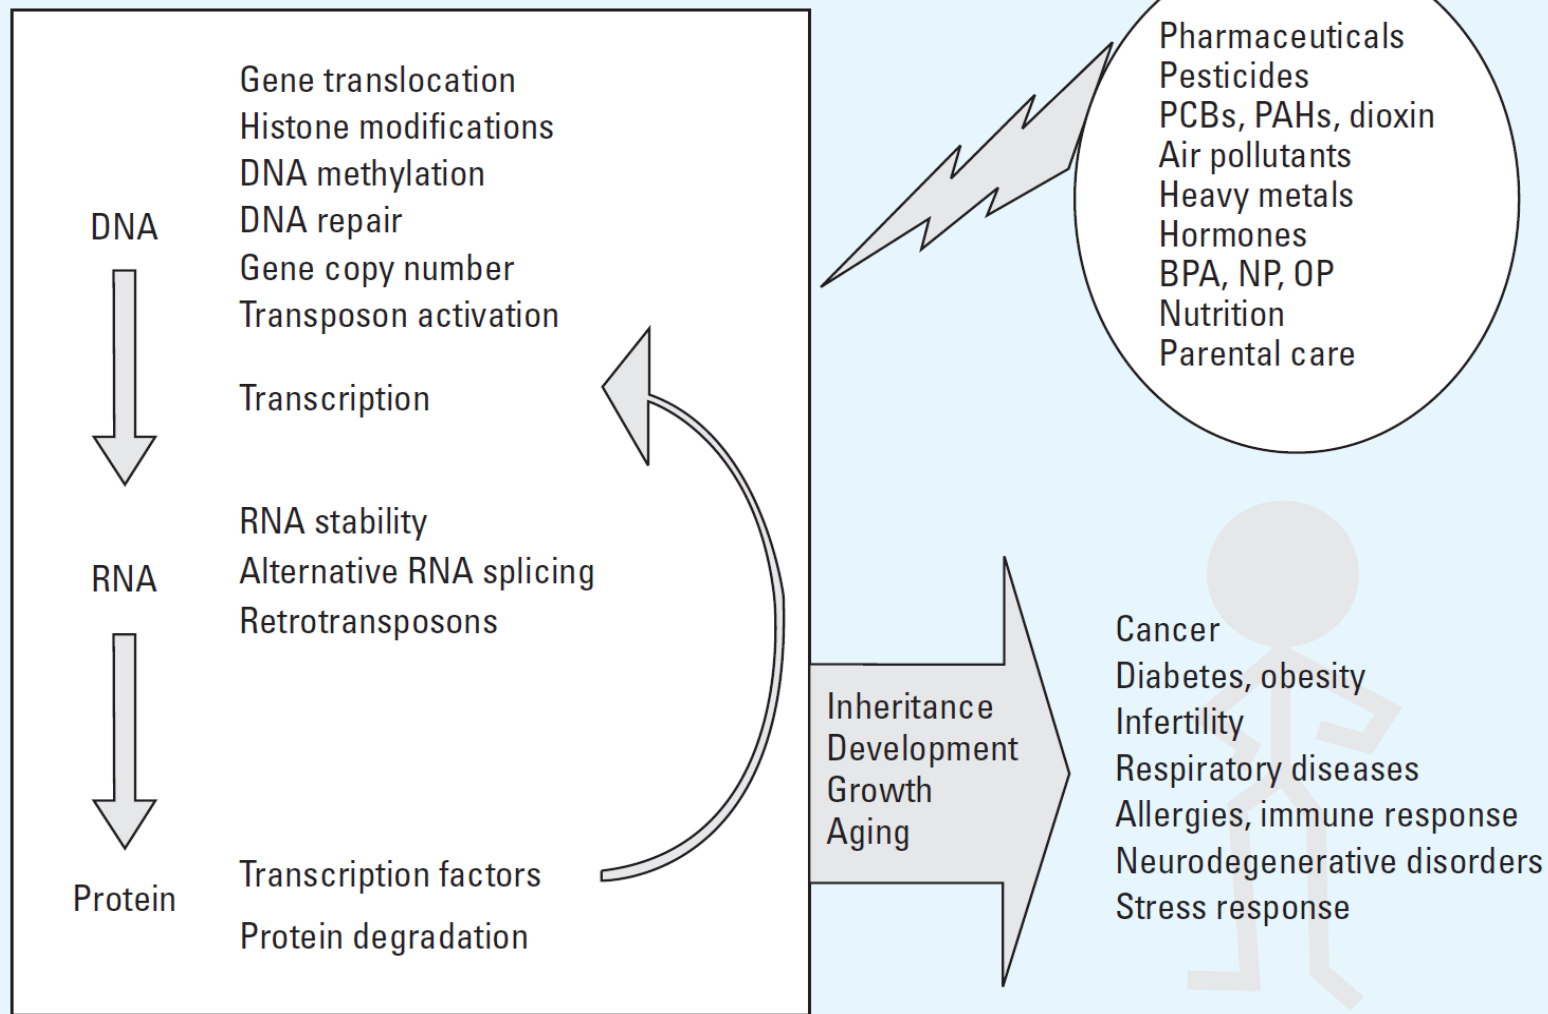 DNA
Gene translocation
Histone modifications
DNA methylation
DNA repair
Gene copy number
Transposon activation
Transcription
RNA
RNA stability
Alternative RNA splicing
Retrotransposons
Protein
Transcription factors
Protein degradation
Pharmaceuticals
Pesticides
PCBs, PAHs, dioxin
Air pollutants
Heavy metals
Hormones
BPA, NP, OP
Nutrition
Parental care
Inheritance
Development
Growth
Aging
Cancer
Diabetes, obesity
Infertility
Respiratory diseases
Allergies, immune response
Neurodegenerative disorders
Stress response